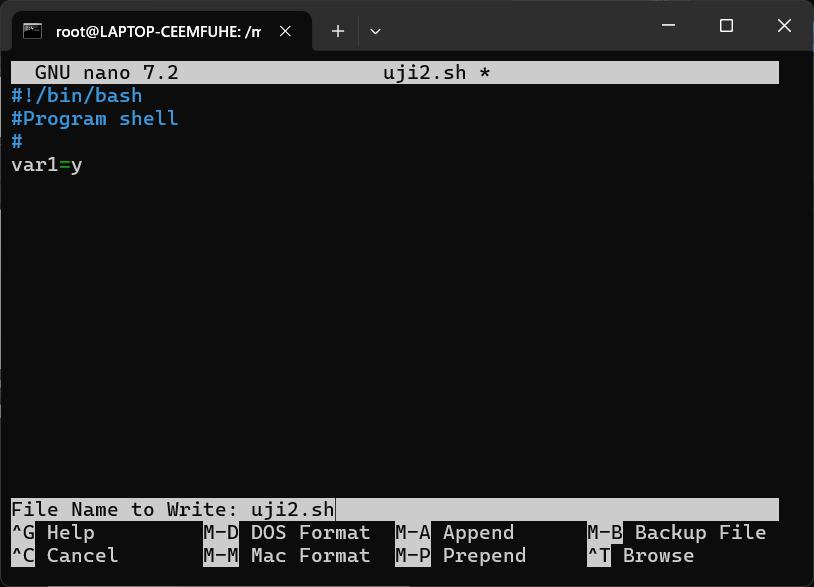 root@LAPTOP-CEEMFUHE: /m
GNU nano 7.2 uji2.sh *
#!/bin/bash
#Program shell
#
var1=y
File Name to Write: uji2.sh
^G Help M-D DOS Format M-A Append M-B Backup File
^C Cancel M-M Mac Format M-P Prepend ^T Browse